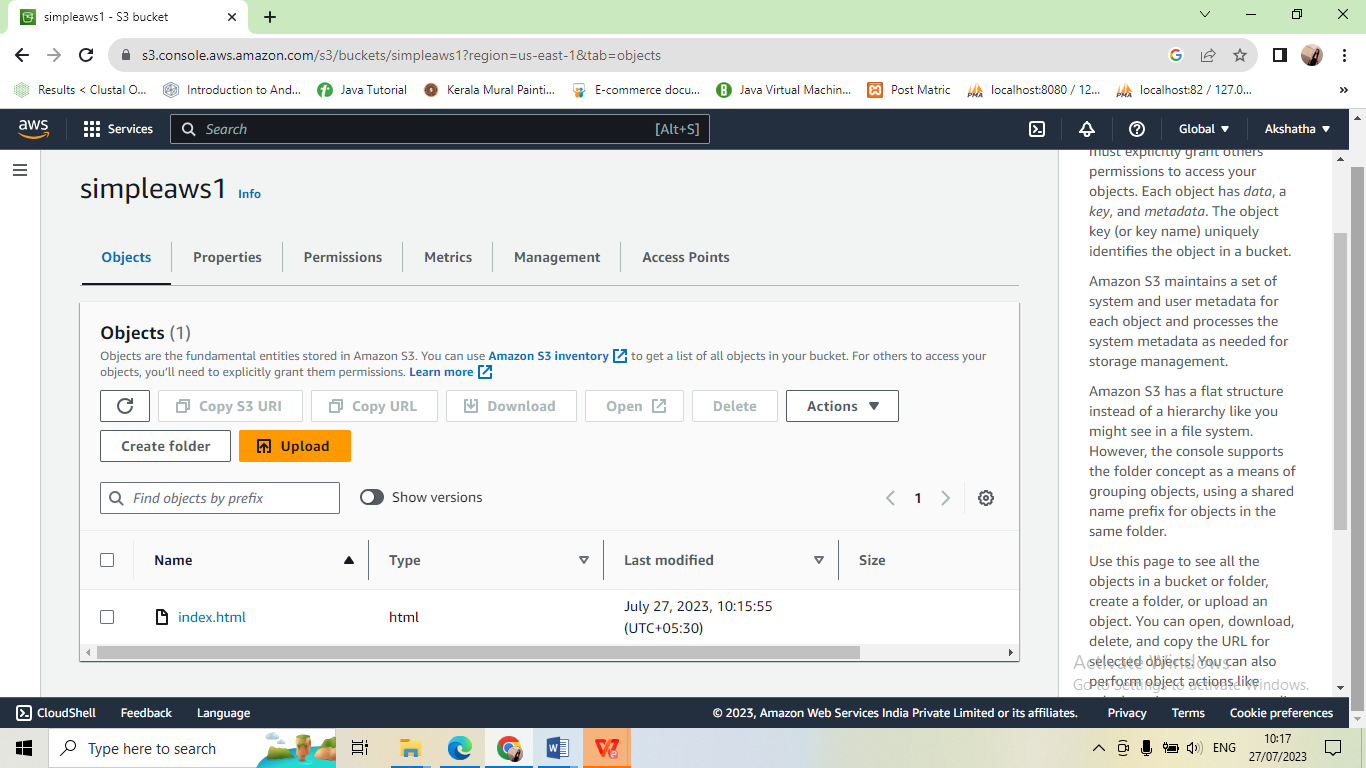 simpleaws1 - S3 bucket
s3.console.aws.amazon.com/s3/buckets/simpleaws1?region=us-east-1&tab=objects
Results < Clustal O...
Introduction to And...
Java Tutorial
Kerala Mural Painti...
E-commerce docu...
Java Virtual Machin...
Post Matric
localhost:8080 / 12...
localhost:82 / 127.0...
»
aws
Services
Search
[Alt+S]
Global
Akshatha
simpleaws1 Info
Objects
Properties
Permissions
Metrics
Management
Access Points
Objects (1)
Objects are the fundamental entities stored in Amazon S3. You can use Amazon S3 inventory to get a list of all objects in your bucket. For others to access your
objects, you'll need to explicitly grant them permissions. Learn more
Copy S3 URI
Copy URL
Download
Open
Delete
Actions
Create folder
Upload
Find objects by prefix
Show versions
1
Name
Type
Last modified
Size
index.html
html
July 27, 2023, 10:15:55
(UTC+05:30)
must explicitly grant others
permissions to access your
objects. Each object has data, a
key, and metadata. The object
key (or key name) uniquely
identifies the object in a bucket.
Amazon S3 maintains a set of
system and user metadata for
each object and processes the
system metadata as needed for
storage management.
Amazon S3 has a flat structure
instead of a hierarchy like you
might see in a file system.
However, the console supports
the folder concept as a means of
grouping objects, using a shared
name prefix for objects in the
same folder.
Use this page to see all the
objects in a bucket or folder,
create a folder, or upload an
object. You can open, download,
delete, and copy the URL for
selected objects. You can also
perform object actions like
Activate Windows
Go to Settings to activate Windows.
CloudShell
Feedback
Language
© 2023, Amazon Web Services India Private Limited or its affiliates.
Privacy
Terms
Cookie preferences
Type here to search
ENG
10:17
27/07/2023